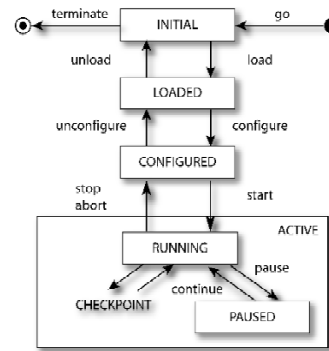 terminate
INITIAL
go
unload
load
LOADED
unconfigure
configure
CONFIGURED
stop
abort
start
ACTIVE
RUNNING
pause
continue
CHECKPOINT
PAUSED